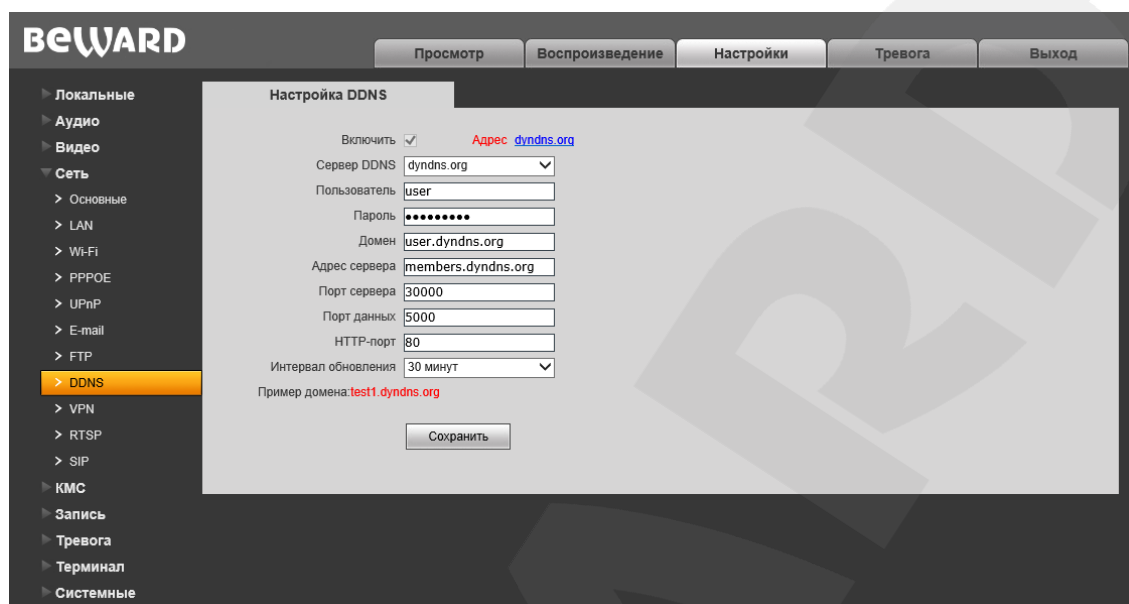 BEWARD
Просмотр Воспроизведение Настройки Тревога Выход
Локальные
Аудио
Видео
Сеть
> Основные
> LAN
> Wi-Fi
> PPPOE
> UPnP
> E-mail
> FTP
> DDNS
> VPN
> RTSP
> SIP
КМС
Запись
Тревога
Терминал
Системные
Настройка DDNS
Включить Адрес dyndns.org
Сервер DDNS dyndns.org
Пользователь user
Пароль •••••••••
Домен user.dyndns.org
Адрес сервера members.dyndns.org
Порт сервера 30000
Порт данных 5000
HTTP-порт 80
Интервал обновления 30 минут
Пример домена:test1.dyndns.org
Сохранить